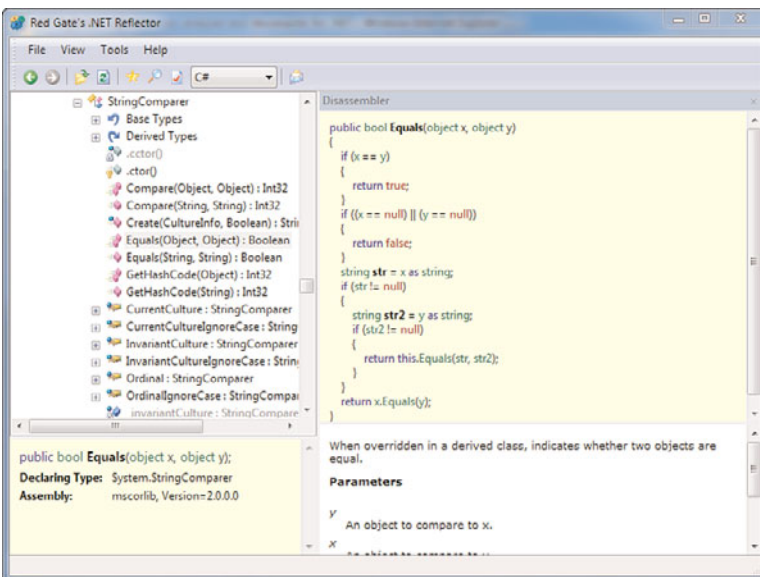 Red Gate's .NET Reflector
File View Tools Help
C#
StringComparer
Base Types
Derived Types
.cctor()
.ctor()
Compare(Object, Object) : Int32
Compare(String, String) : Int32
Create(CultureInfo, Boolean) : Stri
Equals(Object, Object) : Boolean
Equals(String, String) : Boolean
GetHashCode(Object) : Int32
GetHashCode(String) : Int32
CurrentCulture : StringComparer
CurrentCultureIgnoreCase : String
InvariantCulture : StringComparer
InvariantCultureIgnoreCase : Strin
Ordinal : StringComparer
OrdinalIgnoreCase : StringCompar
_invariantCulture : StringCompare
public bool Equals(object x, object y);
Declaring Type: System.StringComparer
Assembly: mscorlib, Version=2.0.0.0
Disassembler
public bool Equals(object x, object y)
{
if (x == y)
{
return true;
}
if ((x == null) || (y == null))
{
return false;
}
string str = x as string;
if (str != null)
{
string str2 = y as string;
if (str2 != null)
{
return this.Equals(str, str2);
}
}
return x.Equals(y);
}
When overridden in a derived class, indicates whether two objects are
equal.
Parameters
y
An object to compare to x.
x